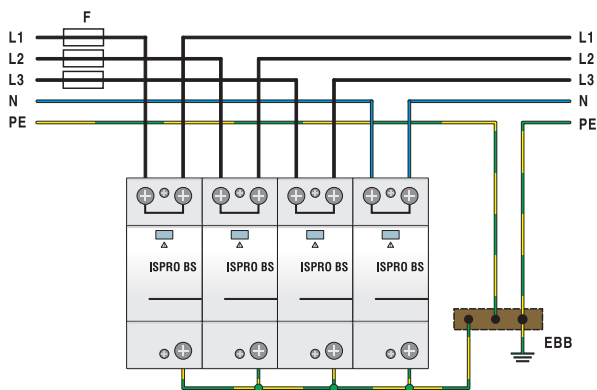 F
L1 L1
L2 L2
L3 L3
N N
PE PE
ISPRO BS ISPRO BS ISPRO BS ISPRO BS
EBB